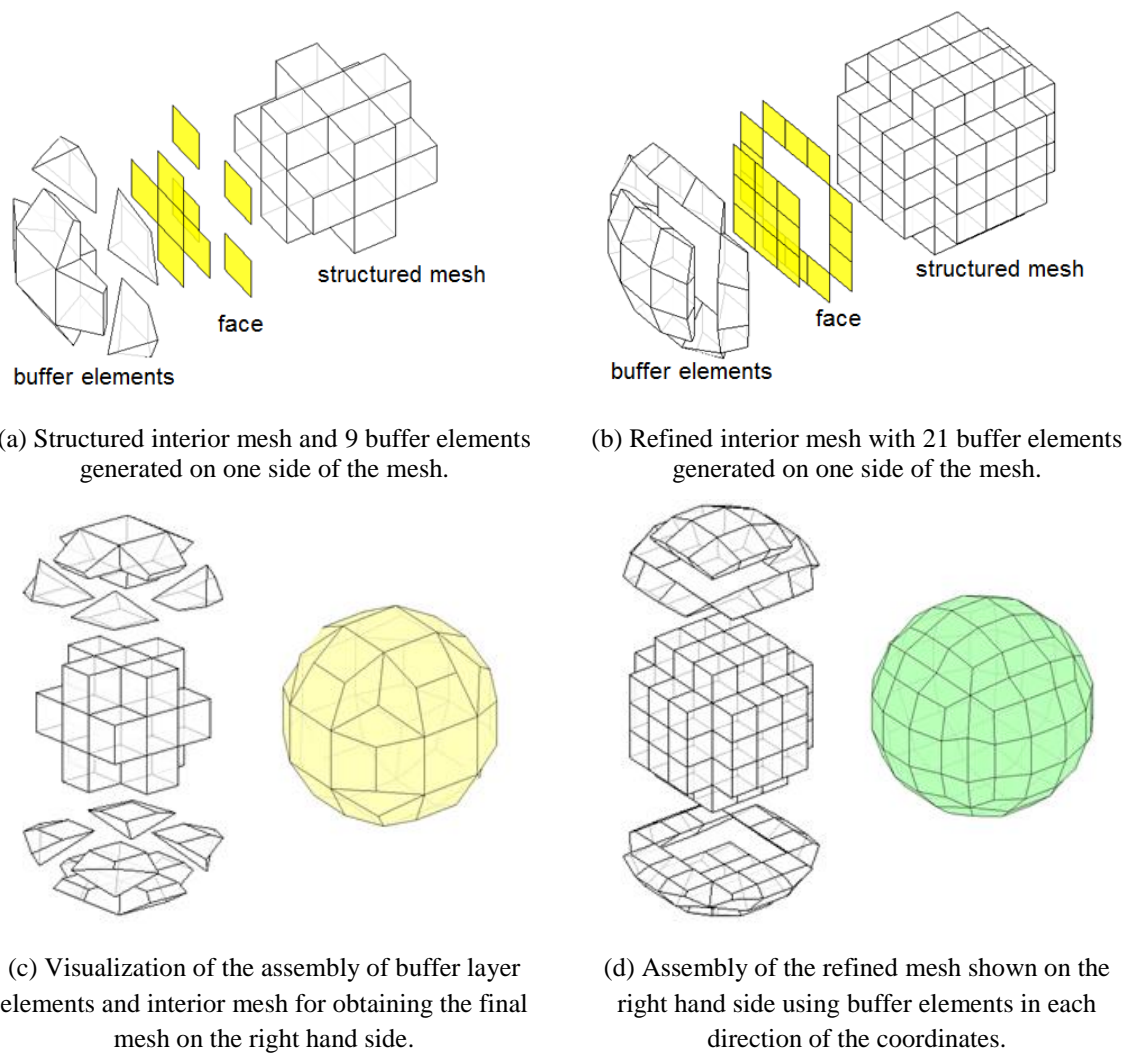 structured mesh
face
buffer elements
structured mesh
face
buffer elements
(a) Structured interior mesh and 9 buffer elements
generated on one side of the mesh.
(b) Refined interior mesh with 21 buffer elements
generated on one side of the mesh.
(c) Visualization of the assembly of buffer layer
elements and interior mesh for obtaining the final
mesh on the right hand side.
(d) Assembly of the refined mesh shown on the
right hand side using buffer elements in each
direction of the coordinates.